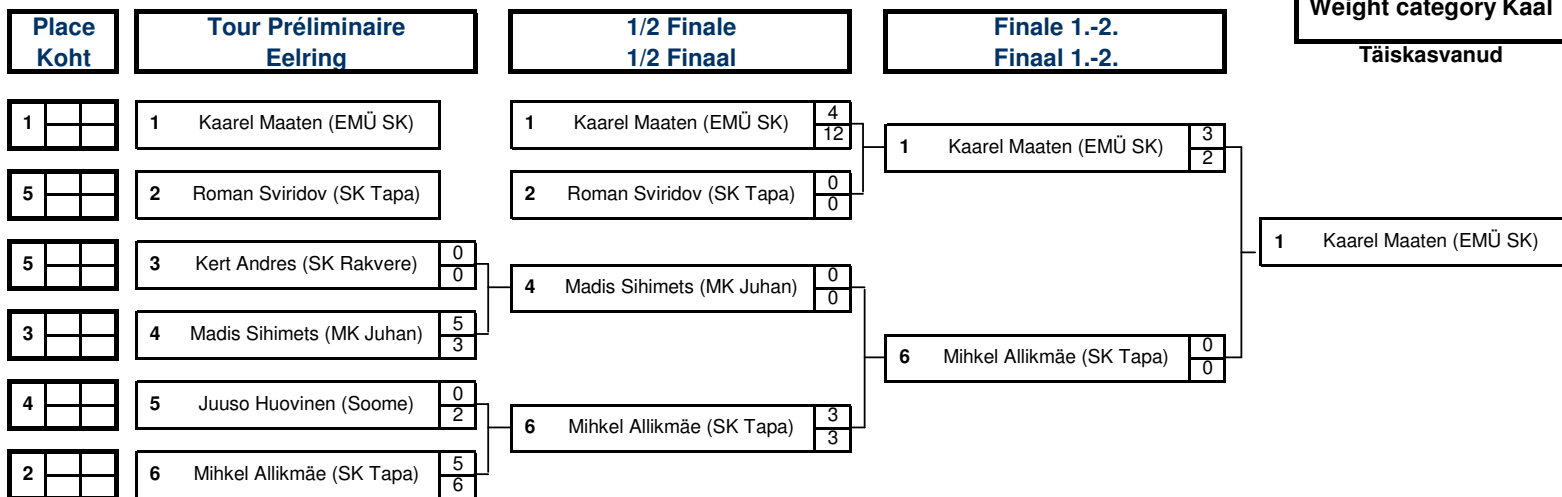 Weight category Kaal
Täiskasvanud
Place Tour Préliminaire 1/2 Finale Finale 1.-2.
Koht Eelring 1/2 Finaal Finaal 1.-2.
1 1 Kaarel Maaten (EMÜ SK) 1 Kaarel Maaten (EMÜ SK) 4
12
1 Kaarel Maaten (EMÜ SK) 3
2
5 2 Roman Sviridov (SK Tapa) 2 Roman Sviridov (SK Tapa) 0
0
1 Kaarel Maaten (EMÜ SK)
5 3 Kert Andres (SK Rakvere) 0
0
4 Madis Sihimets (MK Juhan) 0
0
3 4 Madis Sihimets (MK Juhan) 5
3
6 Mihkel Allikmäe (SK Tapa) 0
0
4 5 Juuso Huovinen (Soome) 0
2
6 Mihkel Allikmäe (SK Tapa) 3
3
2 6 Mihkel Allikmäe (SK Tapa) 5
6